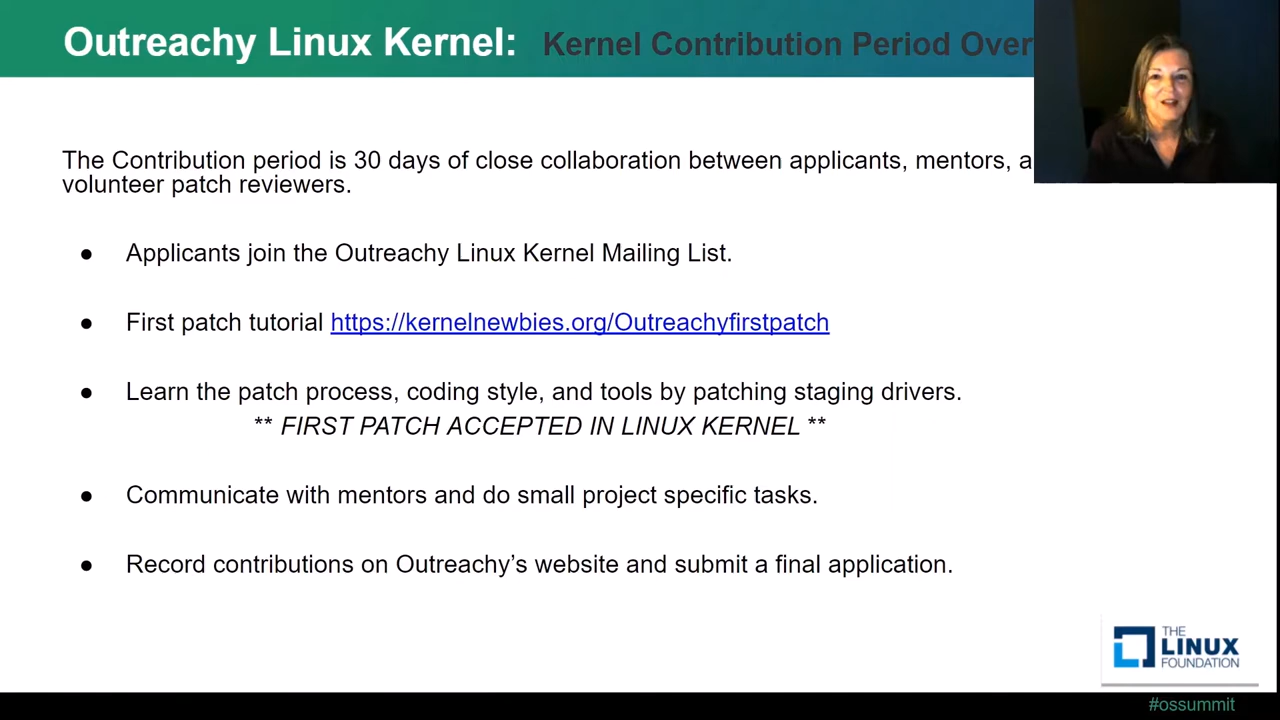 Outreachy Linux Kernel: Kernel Contribution Period Over
The Contribution period is 30 days of close collaboration between applicants, mentors, a
volunteer patch reviewers.
● Applicants join the Outreachy Linux Kernel Mailing List.
● First patch tutorial https://kernelnewbies.org/Outreachyfirstpatch
● Learn the patch process, coding style, and tools by patching staging drivers.
** FIRST PATCH ACCEPTED IN LINUX KERNEL **
● Communicate with mentors and do small project specific tasks.
● Record contributions on Outreachy’s website and submit a final application.
THE
LINUX
FOUNDATION
#ossummit